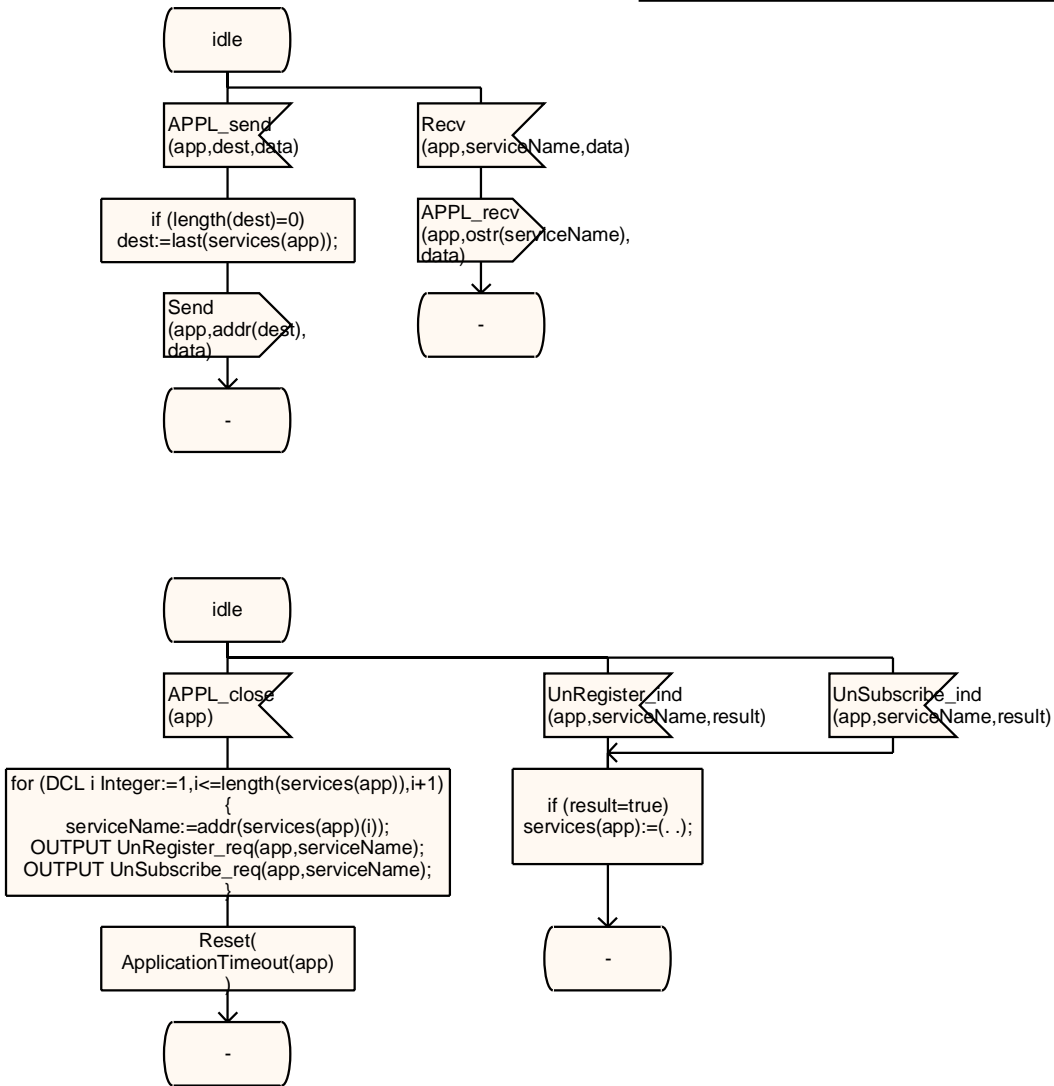 idle
APPL_send
(app,dest,data)
if (length(dest)=0)
dest:=last(services(app));
Send
(app,addr(dest),
data)
-
Recv
(app,serviceName,data)
APPL_recv
(app,ostr(serviceName),
data)
-
idle
APPL_close
(app)
for (DCL i Integer:=1,i<=length(services(app)),i+1)
{
serviceName:=addr(services(app)(i));
OUTPUT UnRegister_req(app,serviceName);
OUTPUT UnSubscribe_req(app,serviceName);
}
Reset(
ApplicationTimeout(app)
)
-
UnRegister_ind
(app,serviceName,result)
UnSubscribe_ind
(app,serviceName,result)
if (result=true)
services(app):=(. .);
-